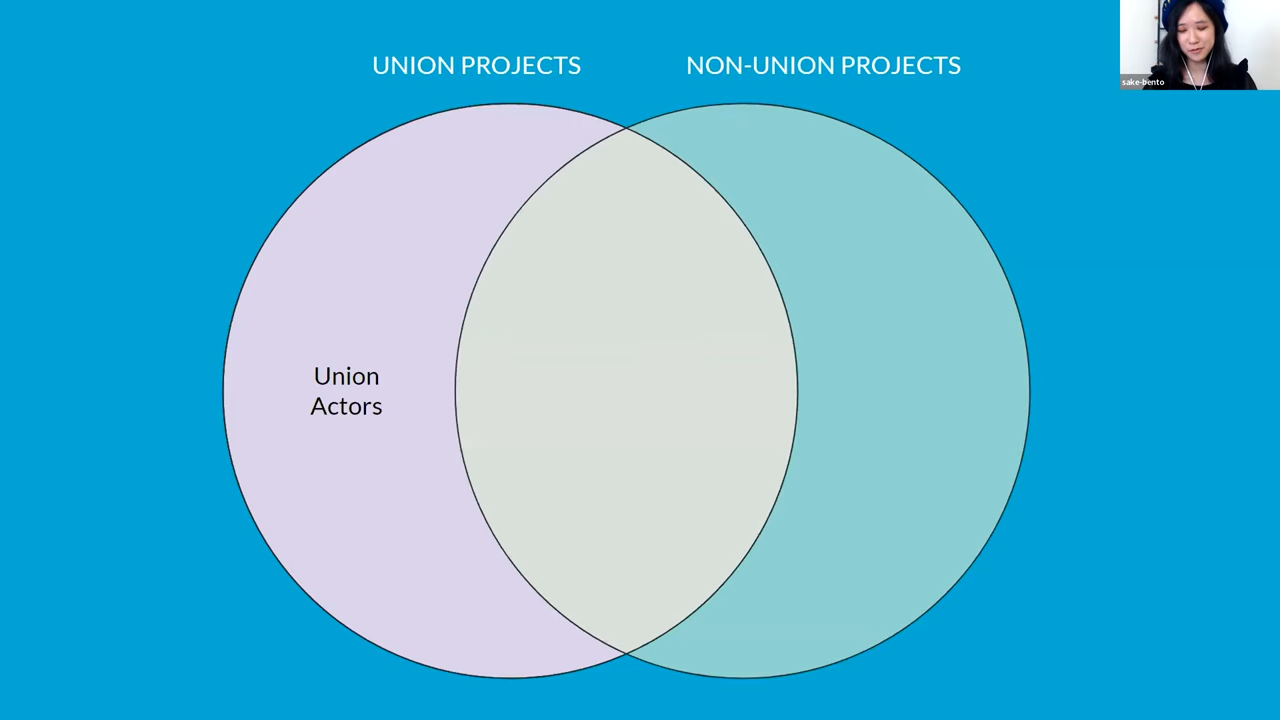 UNION PROJECTS
NON-UNION PROJECTS
sake-bento
Union
Actors